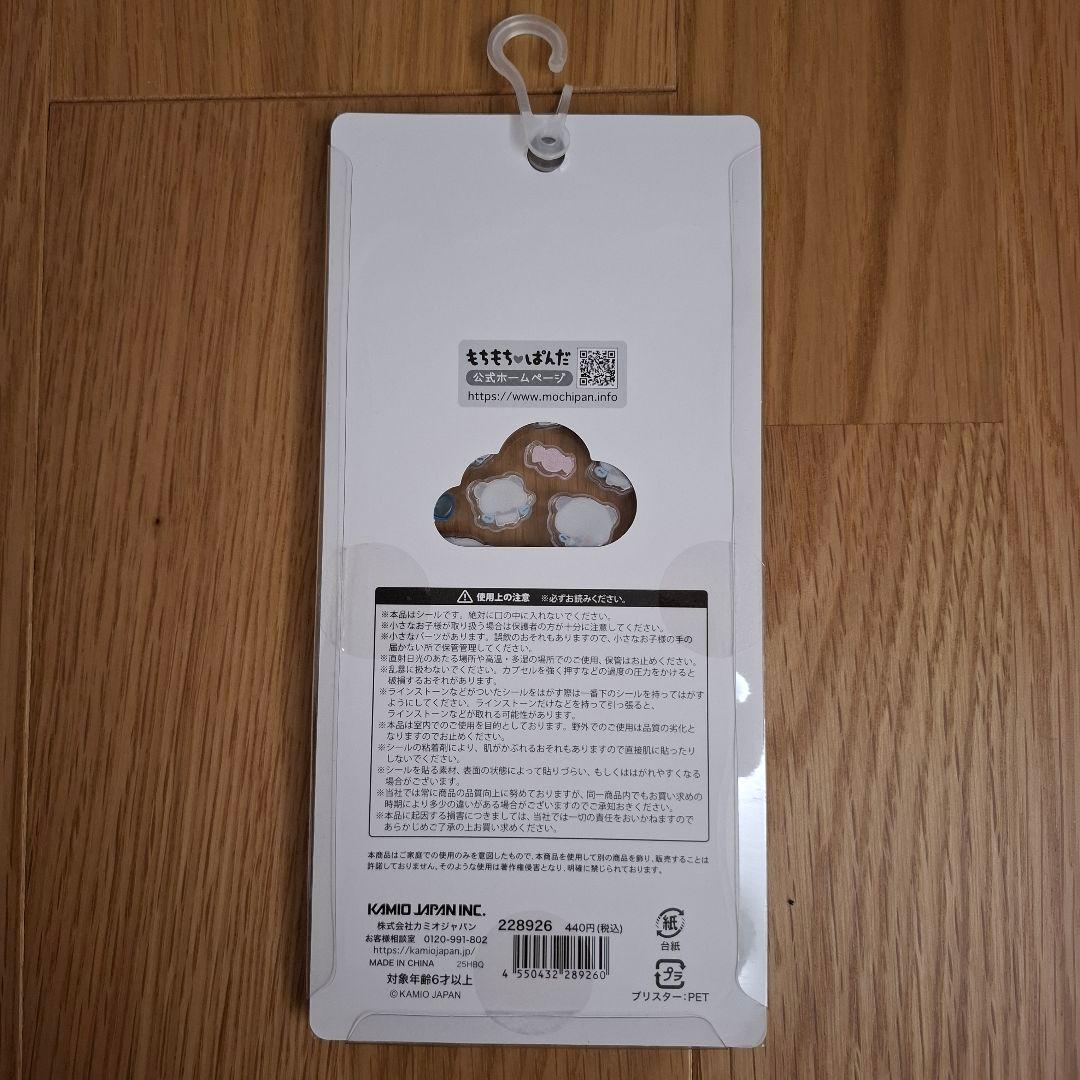 もちもち♥ぱんだ
公式ホームページ
https://www.mochipan.info
使用上の注意 ※必ずお読みください。
※本品はシールです。絶対に口の中に入れないでください。
※小さなお子様が取り扱う場合は保護者の方が十分に注意してください。
※小さなパーツがあります。誤飲のおそれもありますので、小さなお子様の手の
届かない所で保管管理してください。
※直射日光のあたる場所や高温・多湿の場所でのご使用、保管はお止めください。
※乱暴に扱わないでください。カプセルを強く押すなどの過度の圧力をかけると
破損するおそれがあります。
※ラインストーンなどがついたシールをはがす際は一番下のシールを持ってはがす
ようにしてください。ラインストーンだけなどを持って引っ張ると、
ラインストーンなどが取れる可能性があります。
※本品は室内でのご使用を目的としております。野外でのご使用は品質の劣化と
なりますのでお止めください。
※シールの粘着剤により、肌がかぶれるおそれもありますので直接肌に貼ったり
しないでください。
※シールを貼る素材、表面の状態によって貼りづらい、もしくははがれやすくなる
場合がございます。
※当社では常に商品の品質向上に努めておりますが、同一商品内でもお買い求めの
時期により多少の違いがある場合がございますのでご承知おきください。
※本品に起因する損害につきましては、当社では一切の責任をおいかねますので
あらかじめご了承の上お買い求めください。
本商品はご家庭での使用のみを意図したもので、本商品を使用して別の商品を飾り、販売することは
許諾しておりません。そのような使用は著作権侵害となり、明確に禁じられております。
KAMIO JAPAN INC.
株式会社カミオジャパン
お客様相談室 0120-991-802
https://kamiojapan.jp/
MADE IN CHINA 25HBQ
対象年齢6才以上
©KAMIO JAPAN
228926 440円(税込)
4 550432 289260
紙
台紙
プラ
ブリスター:PET